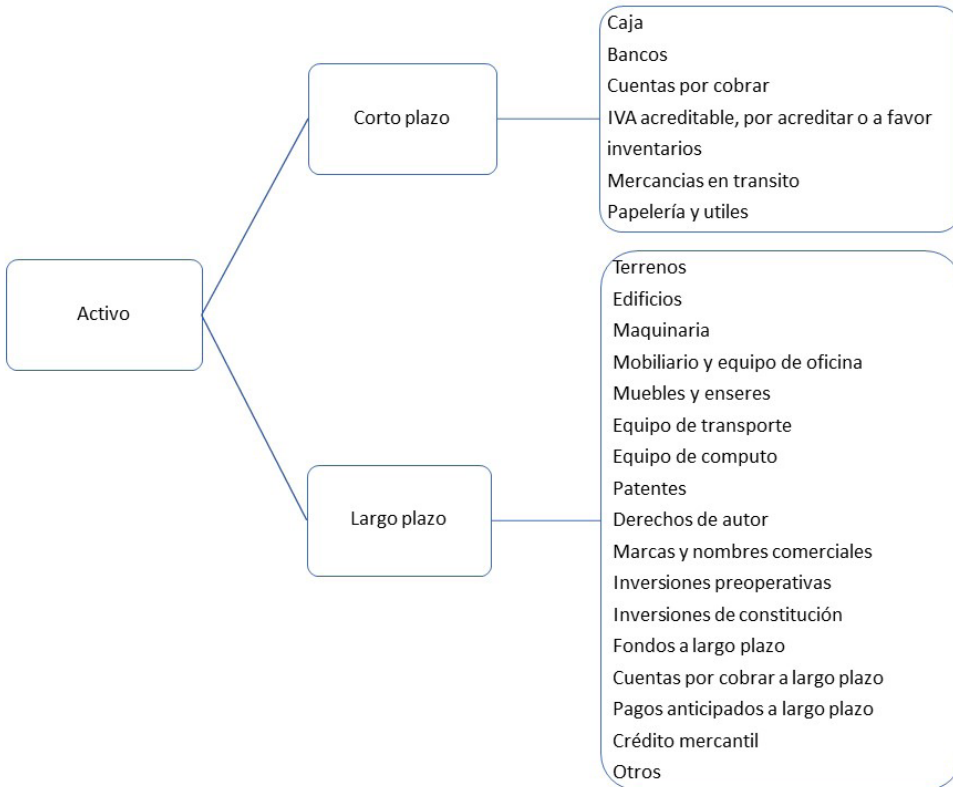 Activo
Corto plazo
Caja
Bancos
Cuentas por cobrar
IVA acreditable, por acreditar o a favor
inventarios
Mercancias en transito
Papelería y utiles
Largo plazo
Terrenos
Edificios
Maquinaria
Mobiliario y equipo de oficina
Muebles y enseres
Equipo de transporte
Equipo de computo
Patentes
Derechos de autor
Marcas y nombres comerciales
Inversiones preoperativas
Inversiones de constitución
Fondos a largo plazo
Cuentas por cobrar a largo plazo
Pagos anticipados a largo plazo
Crédito mercantil
Otros